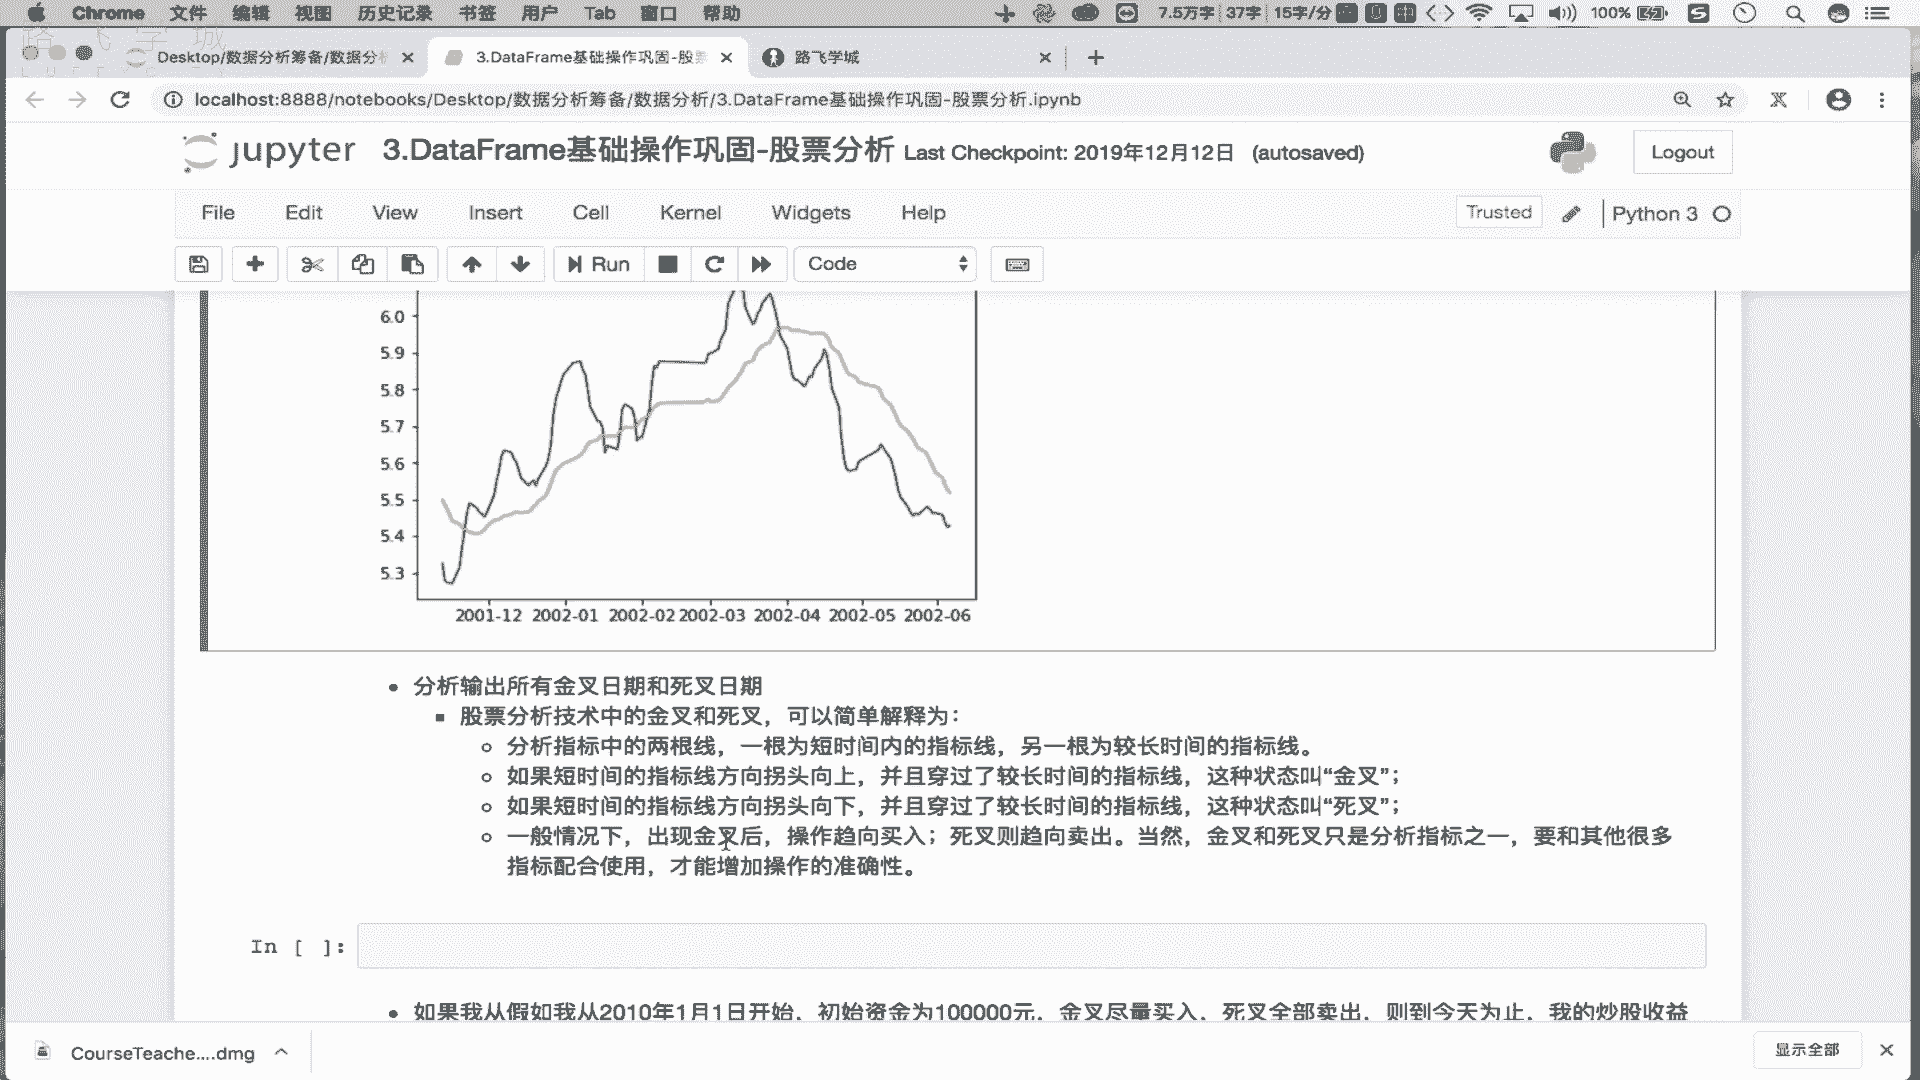 Chrome 文件 编辑 视图 历史记录 书签 用户 Tab 窗口 帮助 7.5万字 37字 15字/分 100%
Desktop/数据分析筹备/数据分析 3.DataFrame基础操作巩固-股票 路飞学城
localhost:8888/notebooks/Desktop/数据分析筹备/数据分析/3.DataFrame基础操作巩固-股票分析.ipynb
jupyter 3.DataFrame基础操作巩固-股票分析 Last Checkpoint: 2019年12月12日 (autosaved) Logout
File Edit View Insert Cell Kernel Widgets Help Trusted Python 3
Run Code
6.0
5.9
5.8
5.7
5.6
5.5
5.4
5.3
2001-12 2002-01 2002-02 2002-03 2002-04 2002-05 2002-06
分析输出所有金叉日期和死叉日期
股票分析技术中的金叉和死叉，可以简单解释为：
分析指标中的两根线，一根为短时间内的指标线，另一根为较长时间的指标线。
如果短时间的指标线方向拐头向上，并且穿过了较长时间的指标线，这种状态叫“金叉”；
如果短时间的指标线方向拐头向下，并且穿过了较长时间的指标线，这种状态叫“死叉”；
一般情况下，出现金叉后，操作趋向买入；死叉则趋向卖出。当然，金叉和死叉只是分析指标之一，要和其他很多
指标配合使用，才能增加操作的准确性。
In [ ]:
如果我从假如我从2010年1月1日开始，初始资金为100000元，金叉尽量买入，死叉全部卖出，则到今天为止，我的炒股收益
CourseTeache....dmg 显示全部